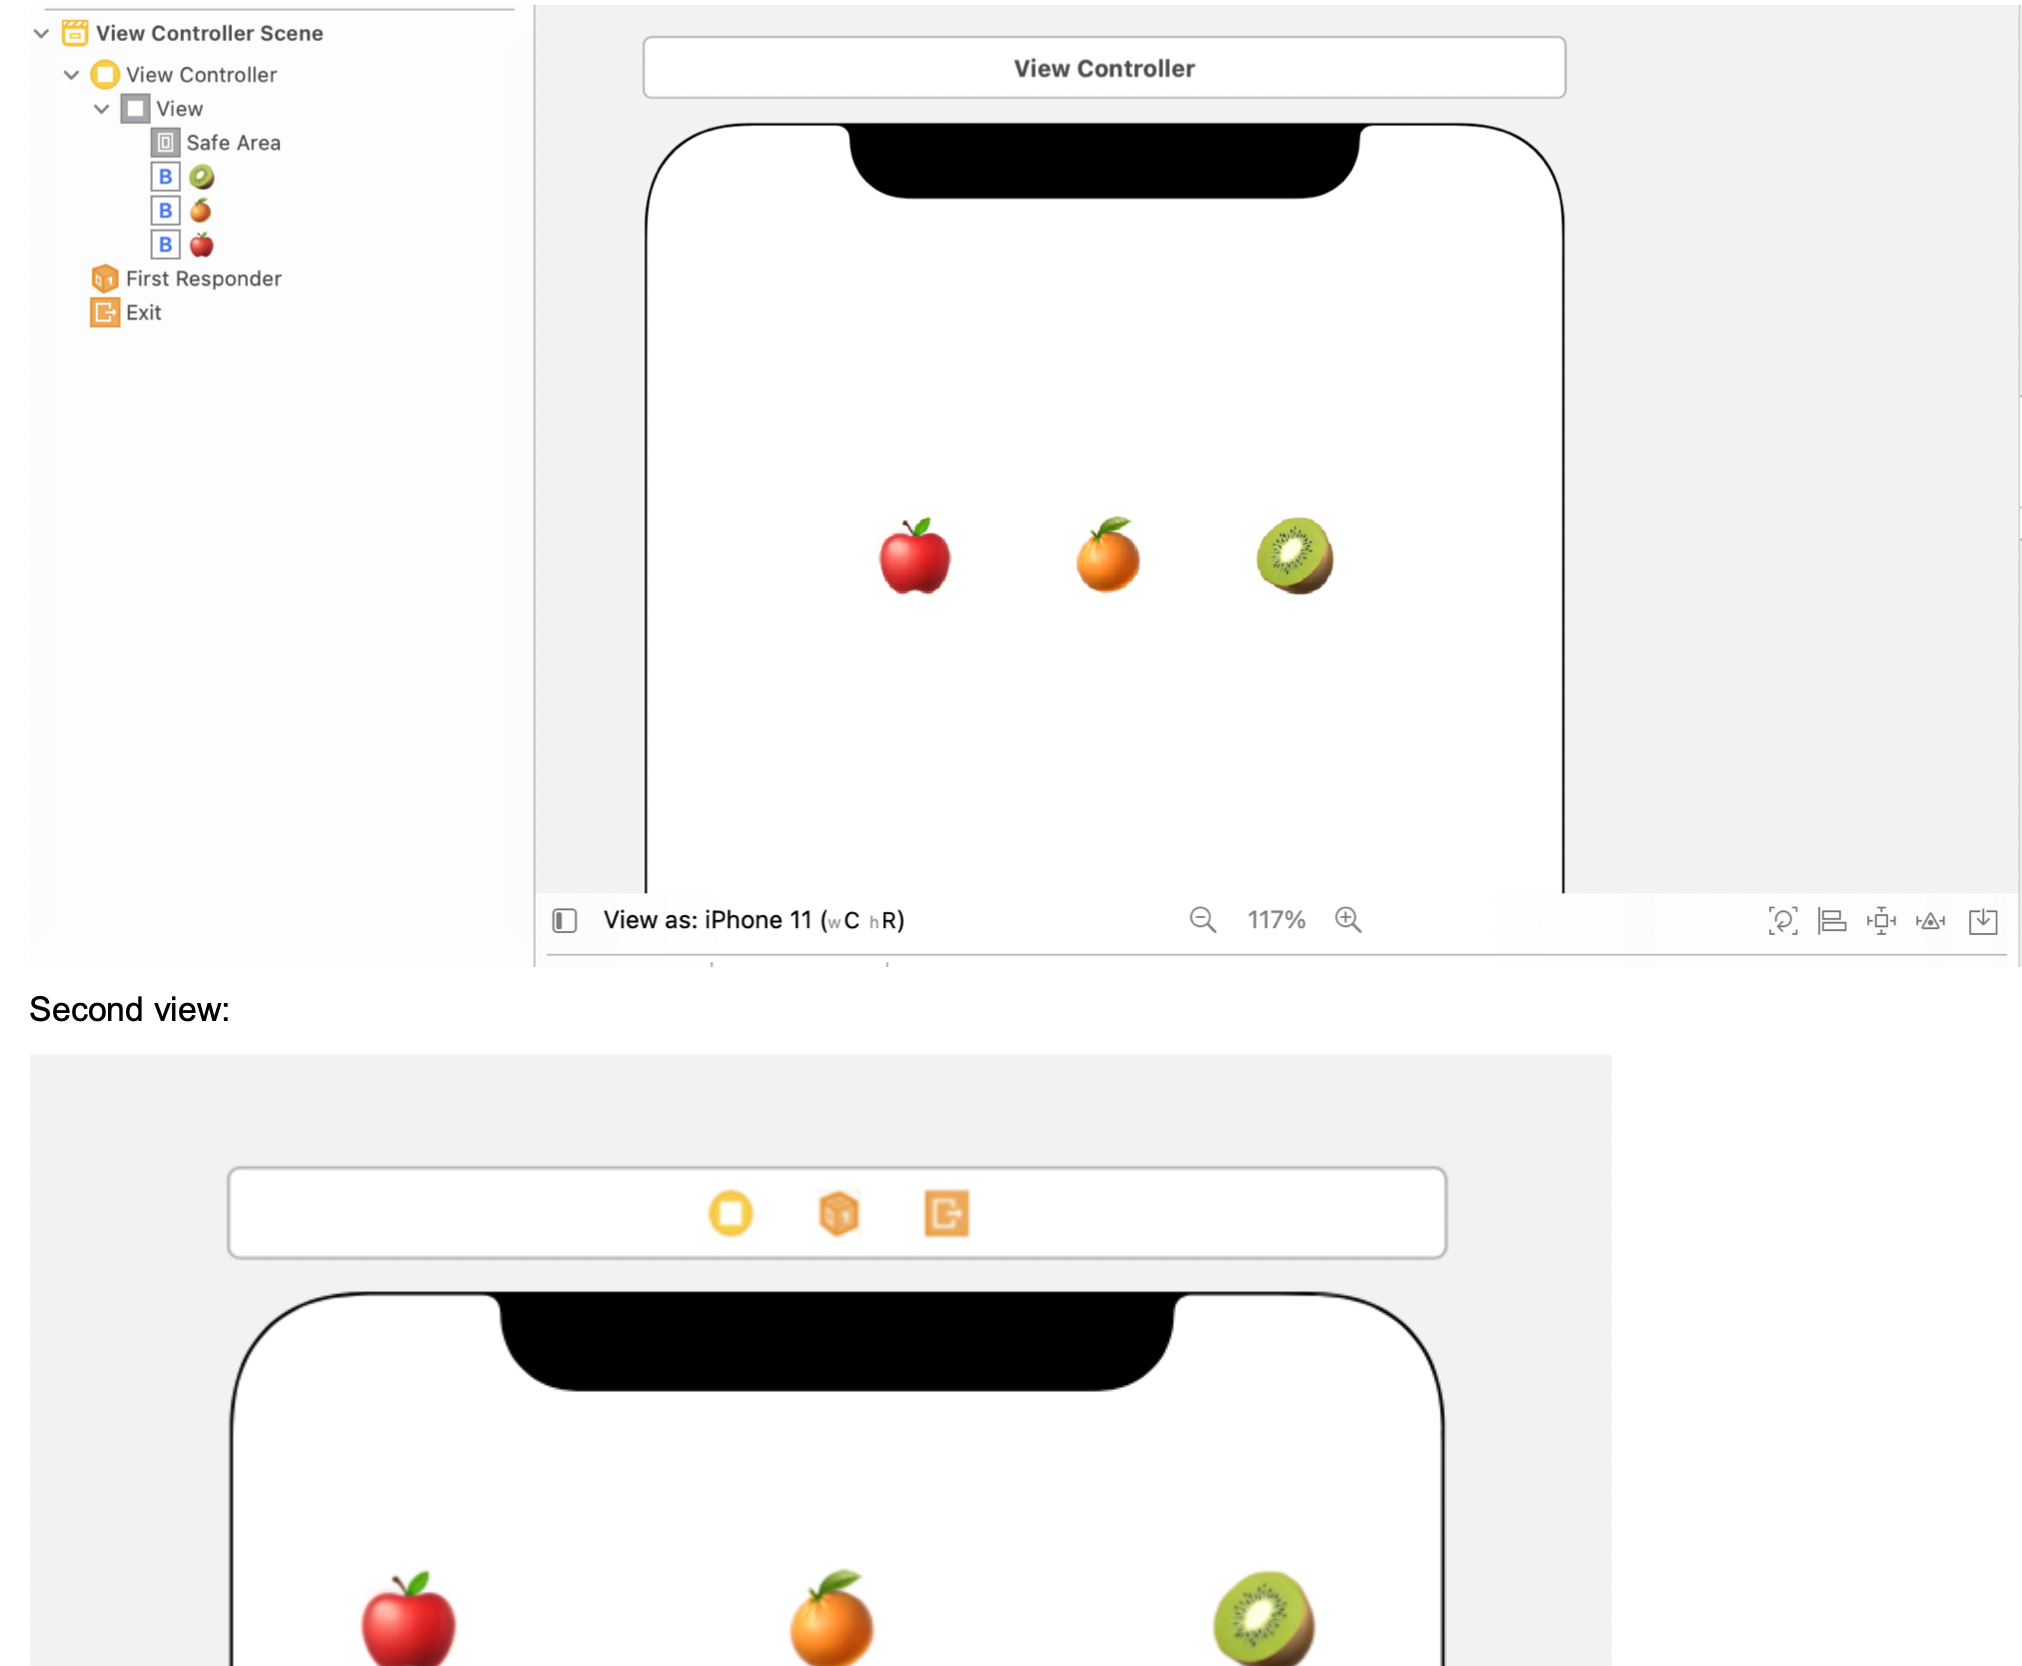 View Controller Scene
View Controller
View
Safe Area
B
B
B
First Responder
Exit
View Controller
View as: iPhone 11 (wC hR)
117%
Second view: